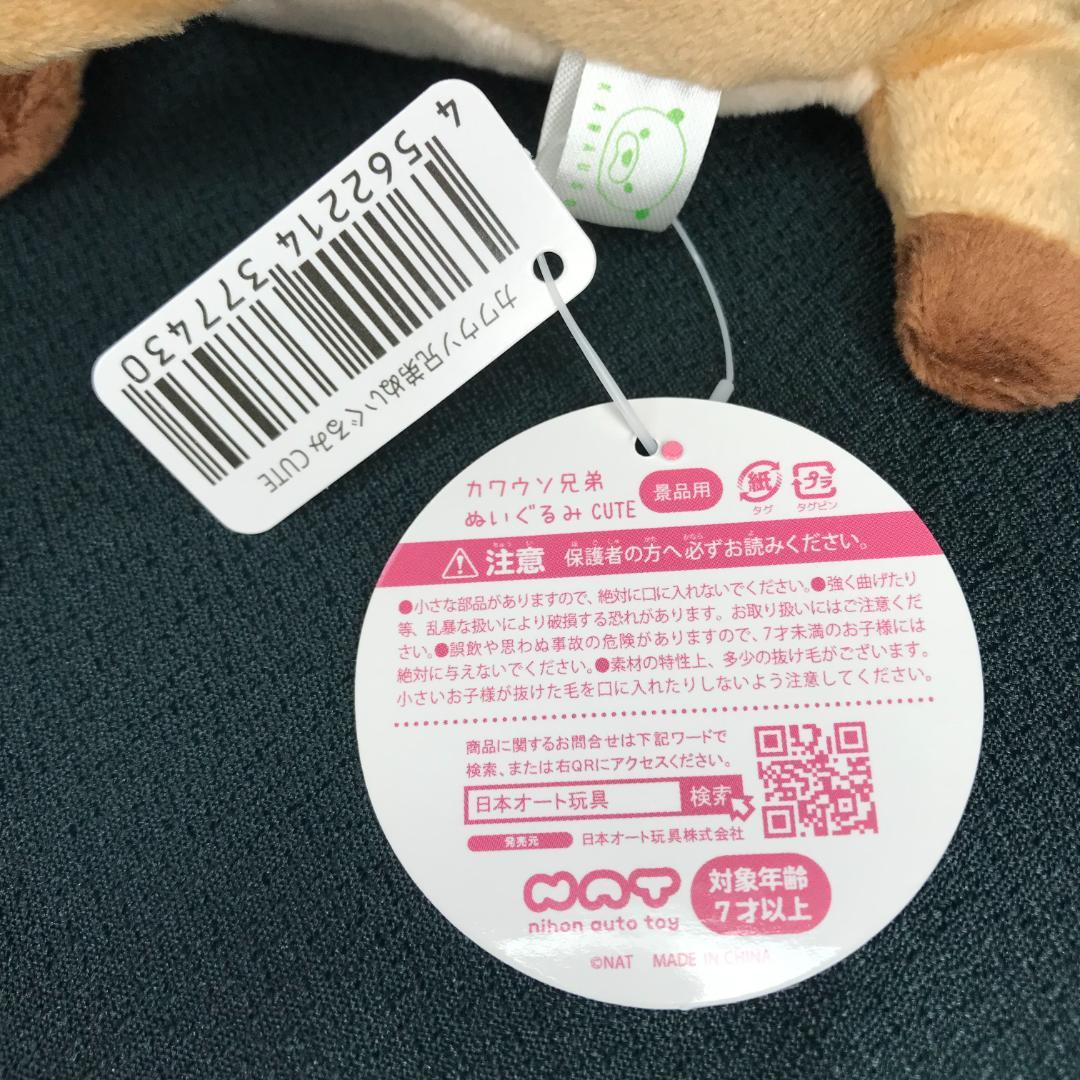 4 562214 377430
カワウソ兄弟ぬいぐるみ CUTE
カワウソ兄弟
ぬいぐるみ CUTE
景品用
紙
タグ
プラ
タグピン
注意 保護者の方へ必ずお読みください。
●小さな部品がありますので、絶対に口に入れないでください。●強く曲げたり
等、乱暴な扱いにより破損する恐れがあります。お取り扱いにはご注意くだ
さい。●誤飲や思わぬ事故の危険がありますので、7才未満のお子様には
絶対に与えないでください。●素材の特性上、多少の抜け毛がございます。
小さいお子様が抜けた毛を口に入れたりしないよう注意してください。
商品に関するお問合せは下記ワードで
検索、または右QRにアクセスください。
日本オート玩具 検索
発売元 日本オート玩具株式会社
NAT
nihon auto toy
対象年齢
7才以上
©NAT MADE IN CHINA